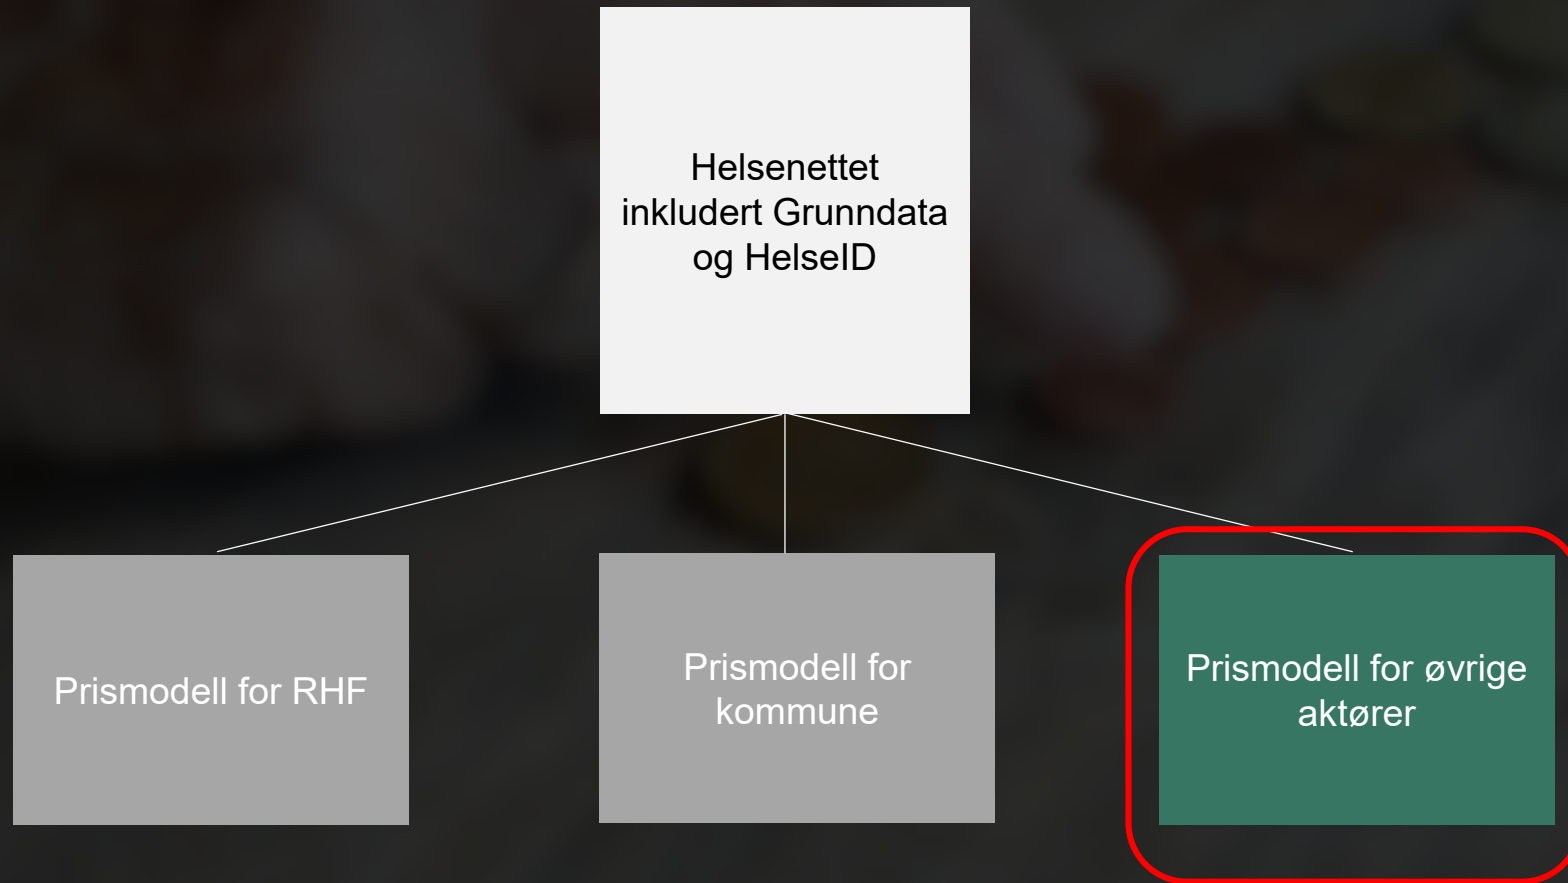 Helsenettet
inkludert Grunndata
og HelseID
Prismodell for RHF
Prismodell for
kommune
Prismodell for øvrige
aktører